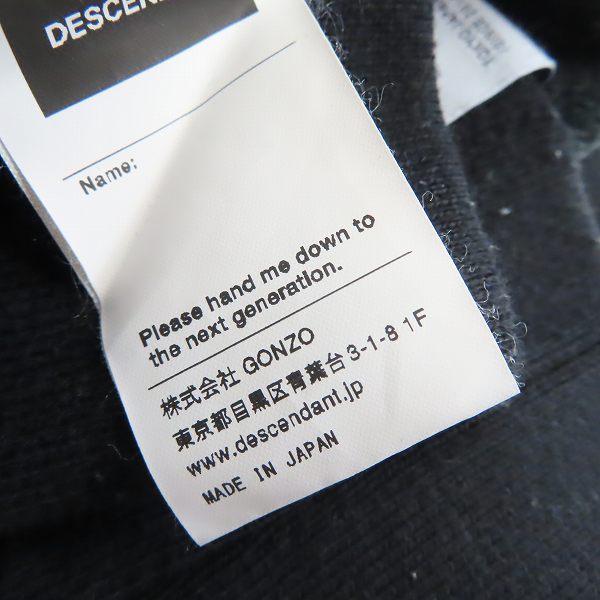 DESCEN
Name:
Please hand me down to
the next generation.
株式会社 GONZO
東京都目黒区青葉台3-1-8 1F
www.descendant.jp
MADE IN JAPAN